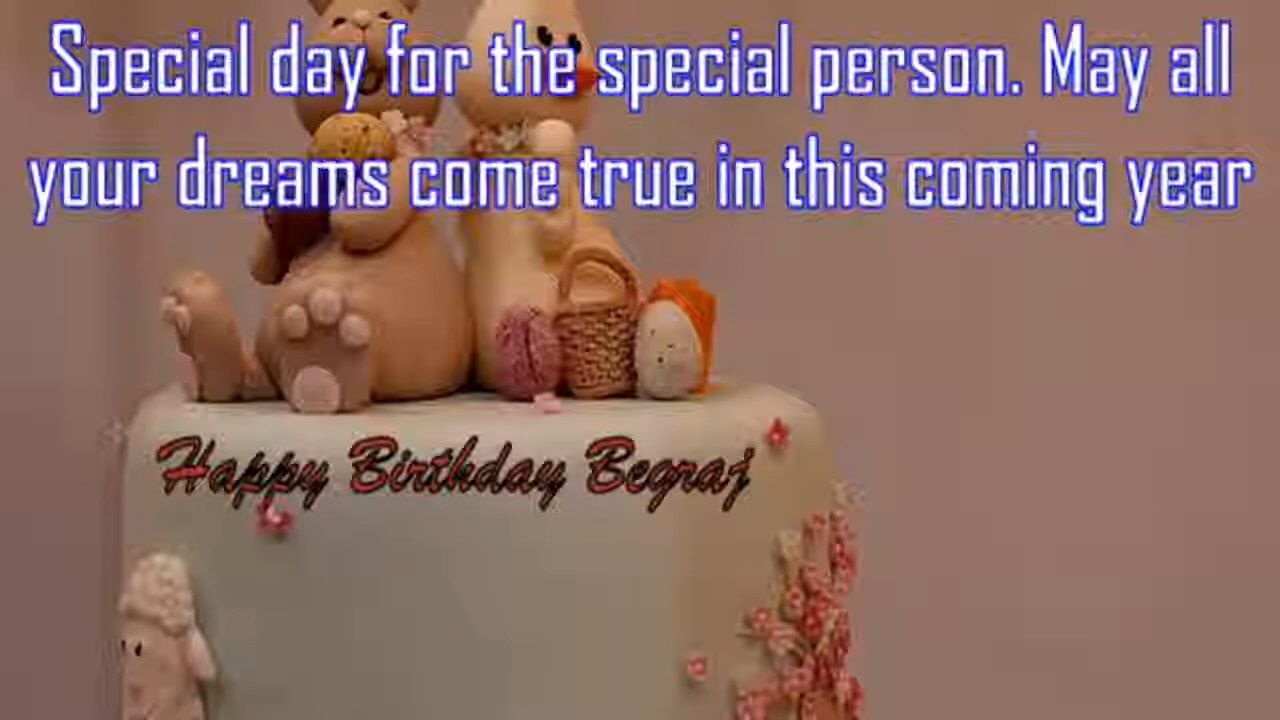 Special day for the special person. May all
your dreams come true in this coming year
Happy Birthday Begraj